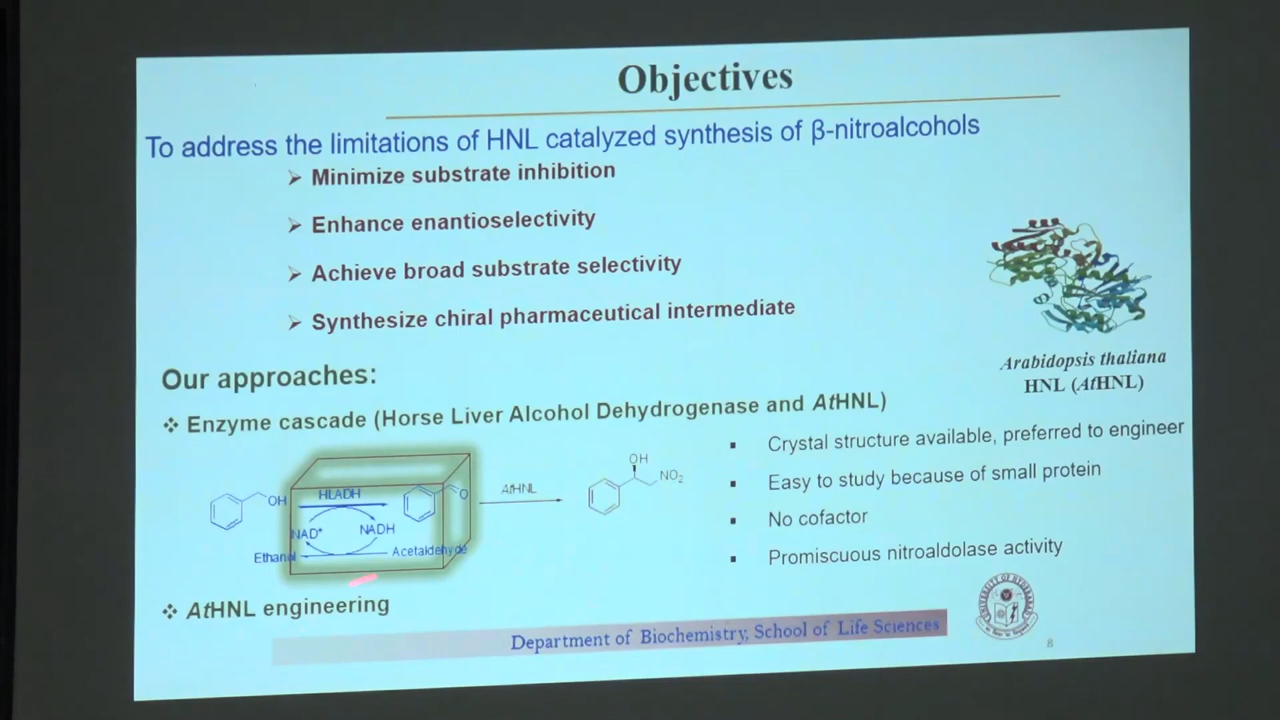 Objectives
To address the limitations of HNL catalyzed synthesis of β-nitroalcohols
➢ Minimize substrate inhibition
➢ Enhance enantioselectivity
➢ Achieve broad substrate selectivity
➢ Synthesize chiral pharmaceutical intermediate
Arabidopsis thaliana
HNL (AtHNL)
Our approaches:
❖ Enzyme cascade (Horse Liver Alcohol Dehydrogenase and AtHNL)
OH
HLADH
O
NAD⁺
NADH
Ethanol
Acetaldehyde
AtHNL
OH
NO₂
▪ Crystal structure available, preferred to engineer
▪ Easy to study because of small protein
▪ No cofactor
▪ Promiscuous nitroaldolase activity
❖ AtHNL engineering
Department of Biochemistry, School of Life Sciences
UNIVERSITY OF HYDERABAD
8